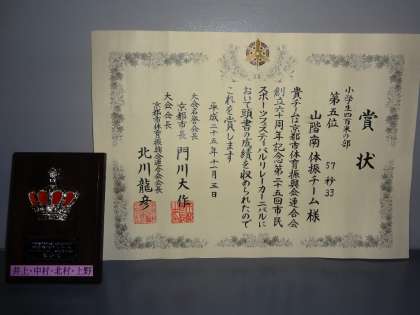 賞状
小学生四百米の部
第五位 57秒33
山階南体振チーム 様
貴チームは京都市体育振興会連合会
創立六十周年記念第二十五回市民
スポーツフェスティバルリレーカーニバルに
おいて頭書の成績を収められたので
これを賞します
平成二十五年十一月三日
大会名誉会長
京都市長 門川大作
大会会長
京都市体育振興会連合会会長
北川龍彦
井上・中村・北村・上野